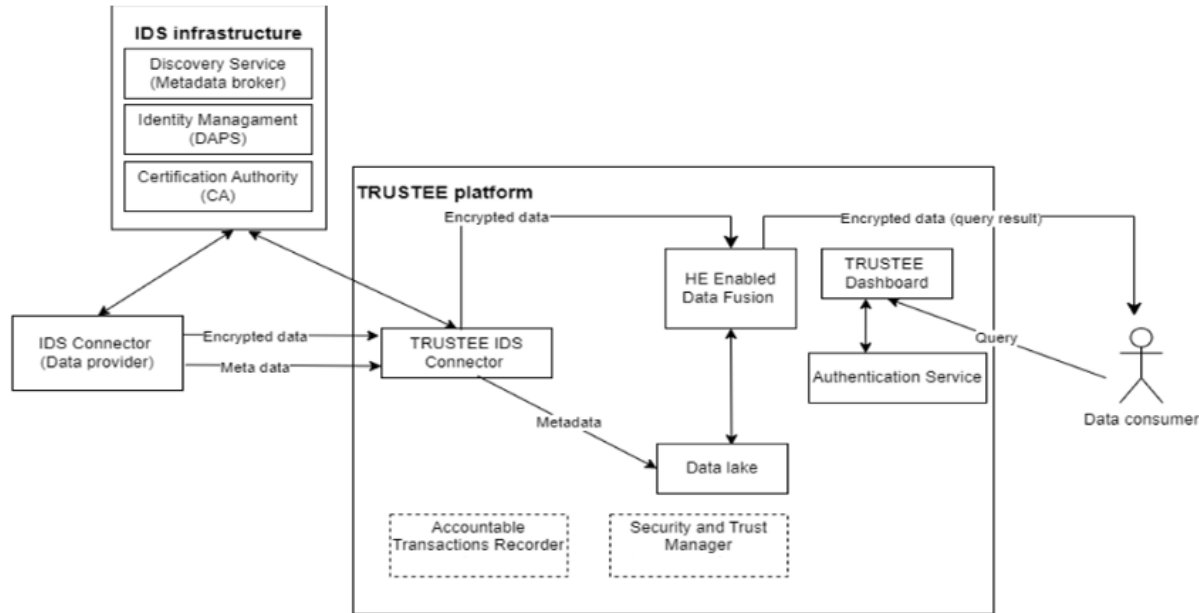 IDS infrastructure
Discovery Service
(Metadata broker)
Identity Managament
(DAPS)
Certification Authority
(CA)
TRUSTEE platform
Encrypted data
Encrypted data (query result)
HE Enabled
Data Fusion
TRUSTEE
Dashboard
IDS Connector
(Data provider)
Encrypted data
Meta data
TRUSTEE IDS
Connector
Query
Authentication Service
Data consumer
Metadata
Data lake
Accountable
Transactions Recorder
Security and Trust
Manager